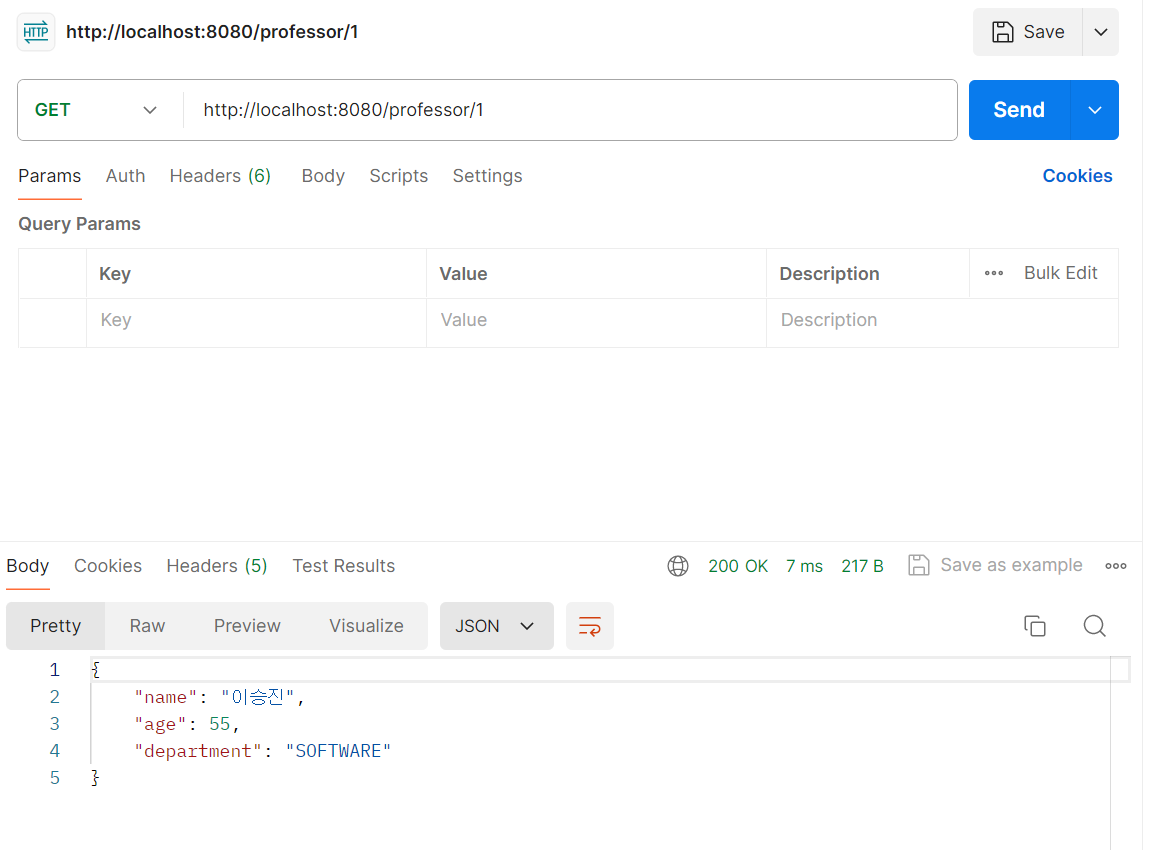 HTTP http://localhost:8080/professor/1 Save
GET http://localhost:8080/professor/1 Send
Params Auth Headers (6) Body Scripts Settings Cookies
Query Params
Key Value Description Bulk Edit
Key Value Description
Body Cookies Headers (5) Test Results 200 OK 7 ms 217 B Save as example
Pretty Raw Preview Visualize JSON
1 {
2 "name": "이승진",
3 "age": 55,
4 "department": "SOFTWARE"
5 }